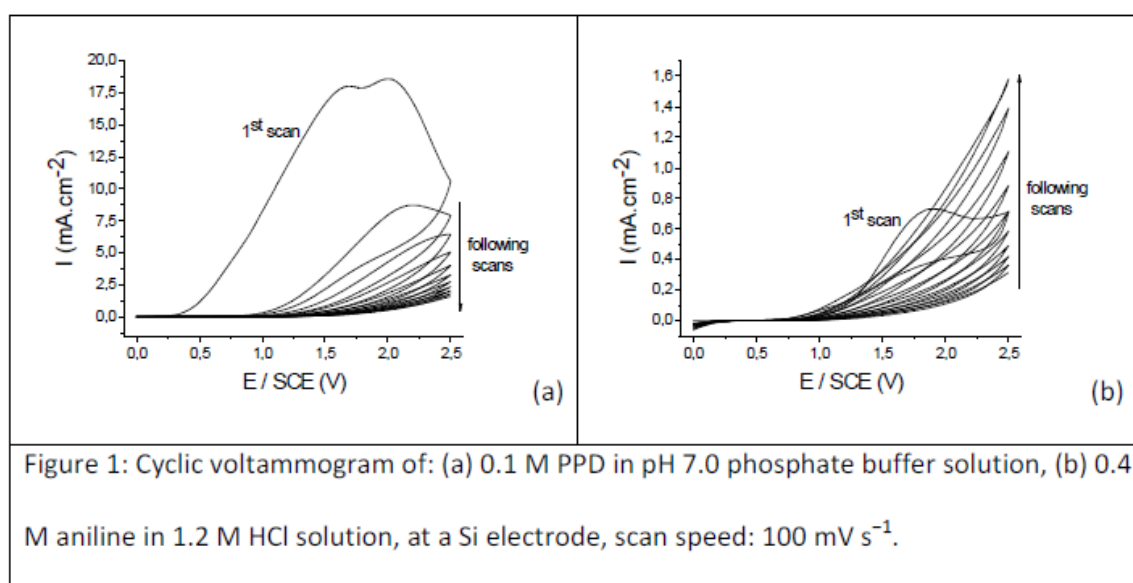 20,0
17,5
15,0
12,5
10,0
7,5
5,0
2,5
0,0
I (mA.cm⁻²)
1ˢᵗ scan
following
scans
0,0 0,5 1,0 1,5 2,0 2,5
E / SCE (V)
(a)
1,6
1,4
1,2
1,0
0,8
0,6
0,4
0,2
0,0
I (mA.cm⁻²)
1ˢᵗ scan
following
scans
0,0 0,5 1,0 1,5 2,0 2,5
E / SCE (V)
(b)
Figure 1: Cyclic voltammogram of: (a) 0.1 M PPD in pH 7.0 phosphate buffer solution, (b) 0.4
M aniline in 1.2 M HCl solution, at a Si electrode, scan speed: 100 mV s⁻¹.